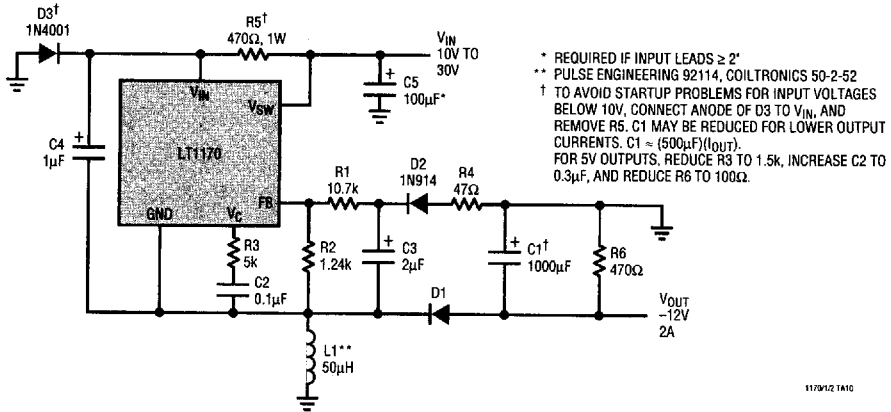 D3†
1N4001
R5†
470Ω, 1W
VIN
10V TO
30V
VIN
VSW
+
C5
100µF*
* REQUIRED IF INPUT LEADS ≥ 2"
** PULSE ENGINEERING 92114, COILTRONICS 50-2-52
† TO AVOID STARTUP PROBLEMS FOR INPUT VOLTAGES
BELOW 10V, CONNECT ANODE OF D3 TO VIN, AND
REMOVE R5. C1 MAY BE REDUCED FOR LOWER OUTPUT
CURRENTS. C1 ≈ (500µF)(IOUT).
FOR 5V OUTPUTS, REDUCE R3 TO 1.5k, INCREASE C2 TO
0.3µF, AND REDUCE R6 TO 100Ω.
C4
1µF
+
LT1170
GND
VC
FB
R1
10.7k
D2
1N914
R4
47Ω
R3
5k
C2
0.1µF
R2
1.24k
+
C3
2µF
+
C1†
1000µF
R6
470Ω
D1
VOUT
–12V
2A
L1**
50µH
1170/1/2 TA10